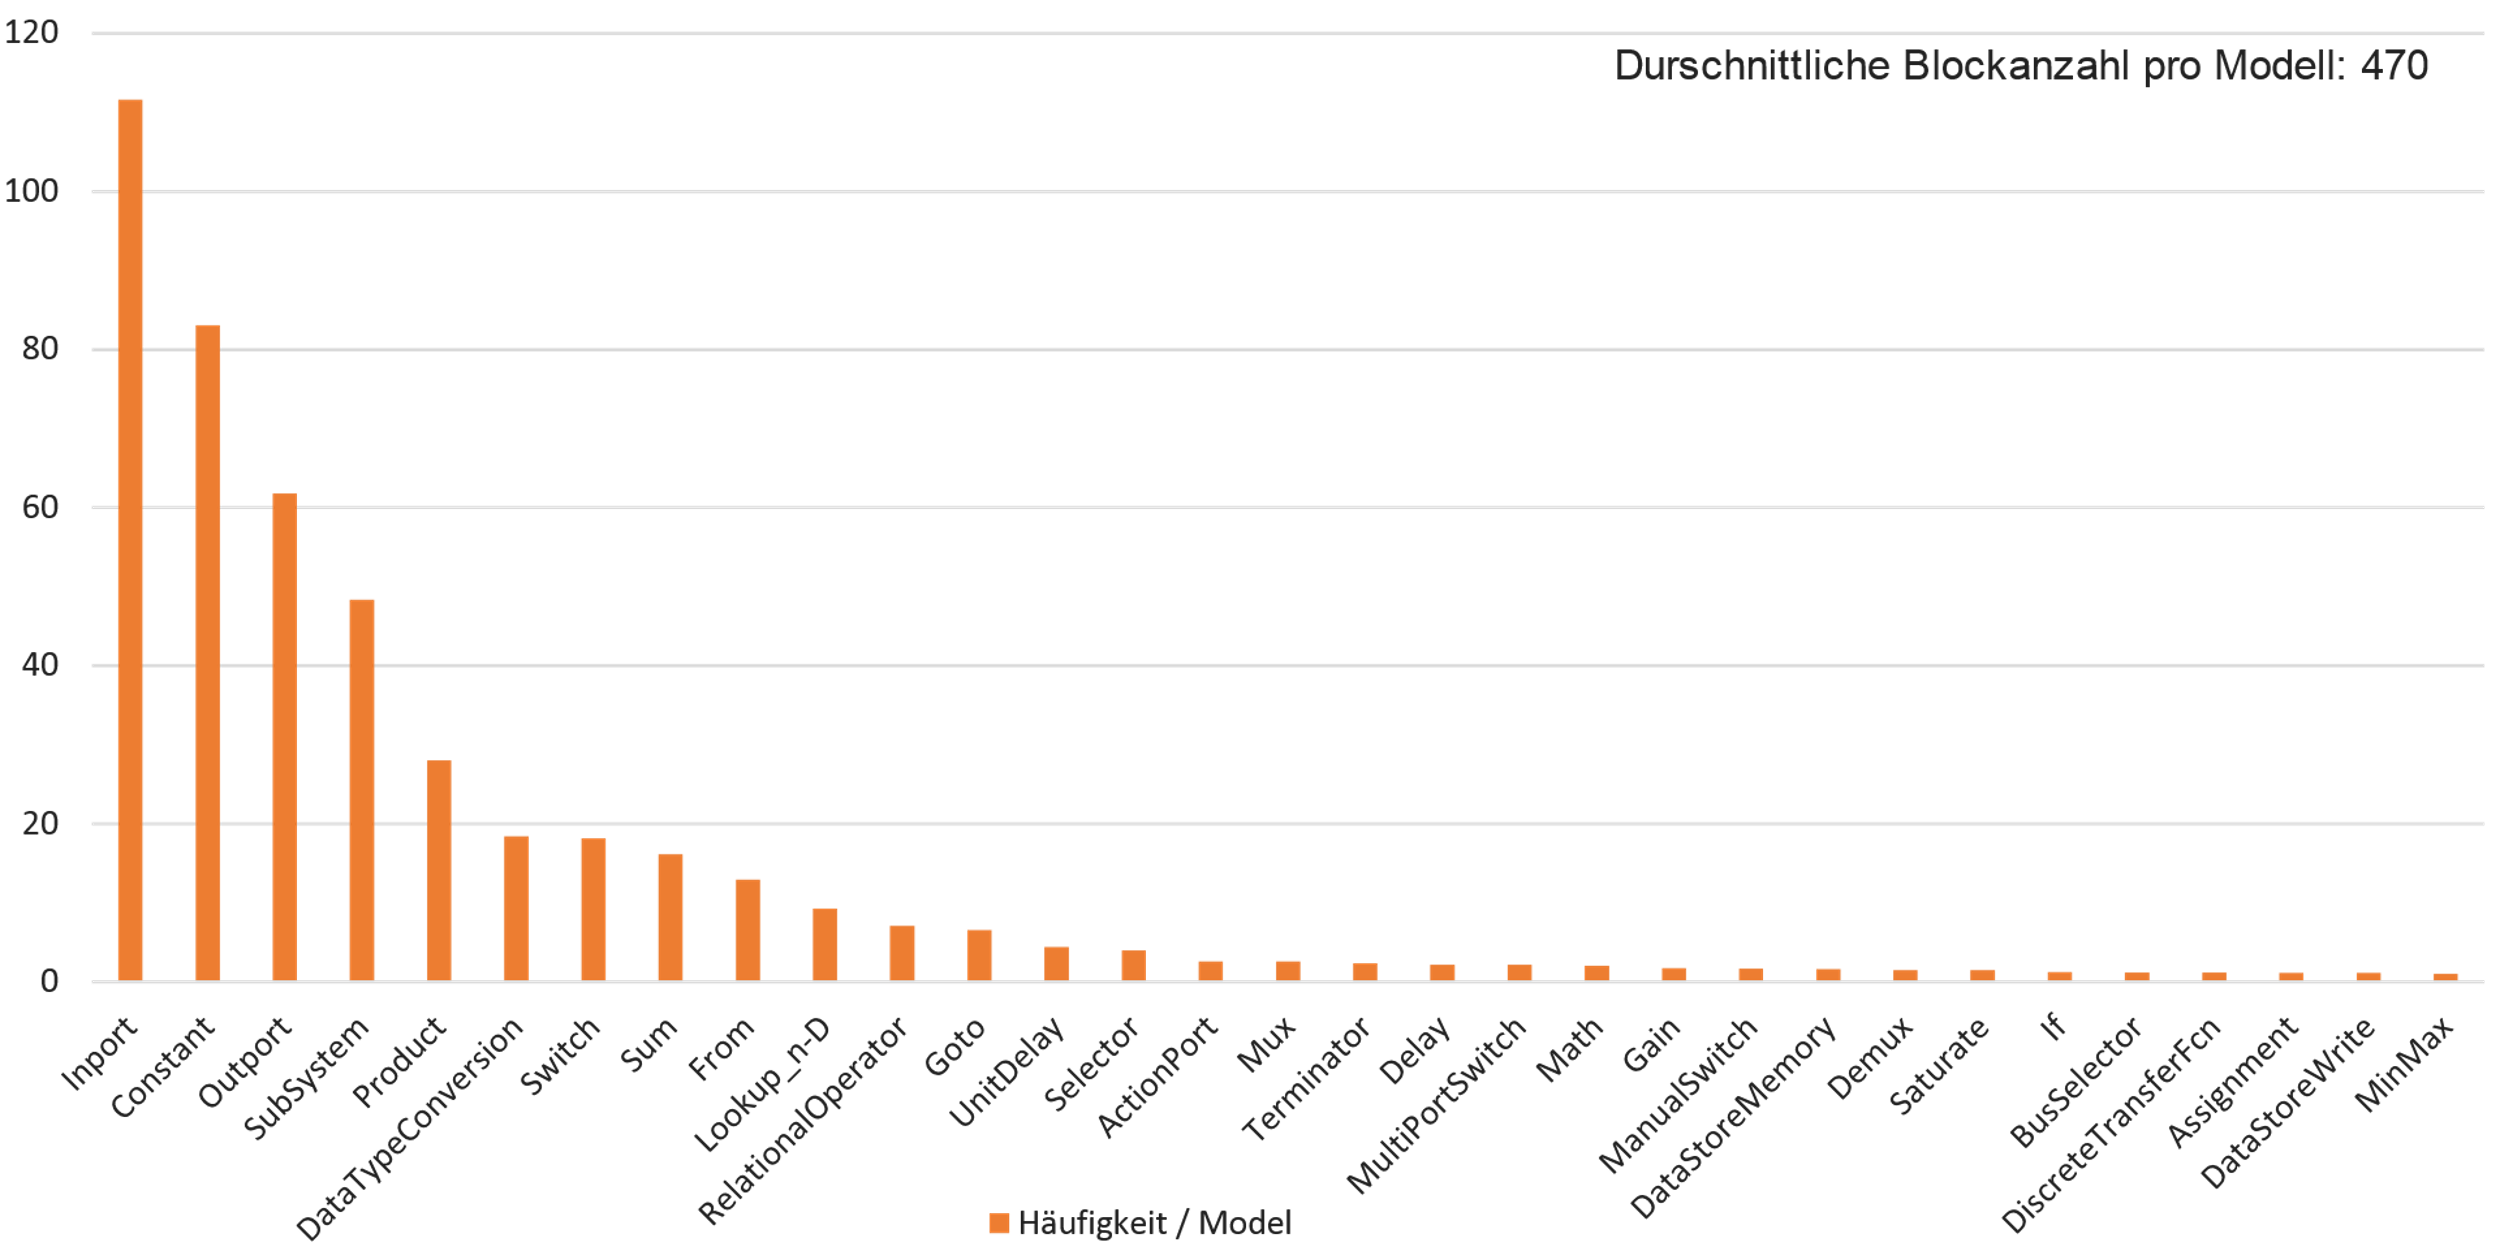 120
Durschnittliche Blockanzahl pro Modell: 470
100
80
60
40
20
0
Inport
Constant
Outport
SubSystem
Product
DataTypeConversion
Switch
Sum
From
Lookup_n-D
RelationalOperator
Goto
UnitDelay
Selector
ActionPort
Mux
Terminator
Delay
MultiPortSwitch
Math
Gain
ManualSwitch
DataStoreMemory
Demux
Saturate
If
BusSelector
DiscreteTransferFcn
Assignment
DataStoreWrite
MinMax
Häufigkeit / Model